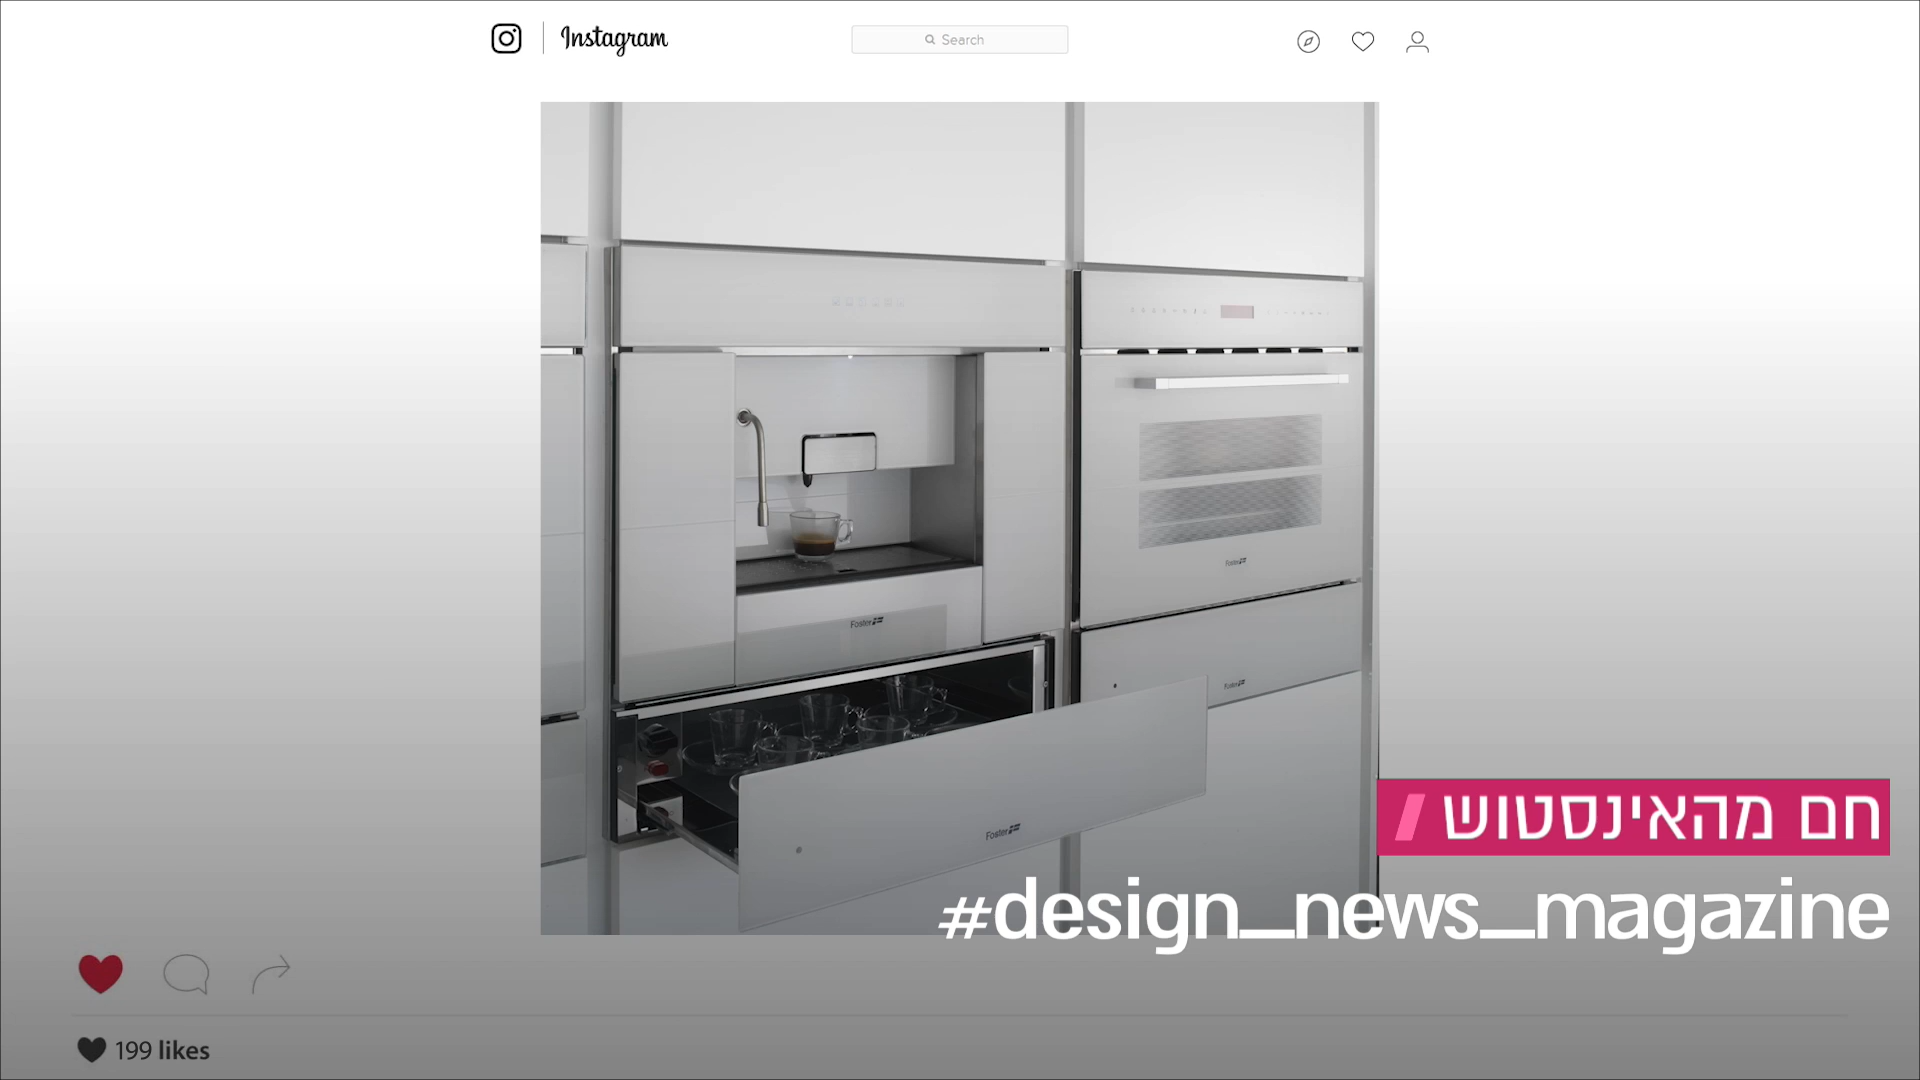 Instagram
Search
Foster
Foster
Foster
Foster
חם מהאינסטוש /
#design_news_magazine
199 likes